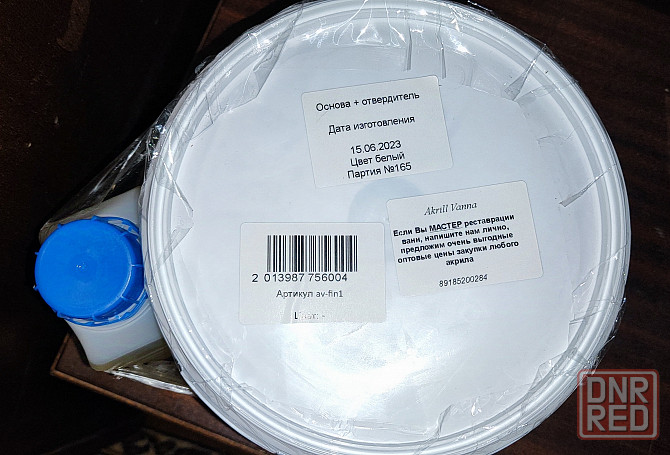 Основа + отвердитель
Дата изготовления
15.06.2023
Цвет белый
Партия №165
Akrill Vanna
Если Вы МАСТЕР реставрации
ванн, напишите нам лично,
предложим очень выгодные
оптовые цены закупки любого
акрила
89185200284
2 013987 756004
Артикул av-fin1
DNR
RED